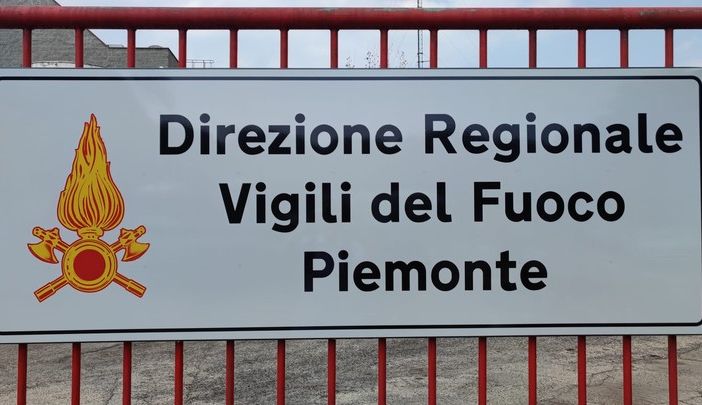 Direzione Regionale
Vigili del Fuoco
Piemonte